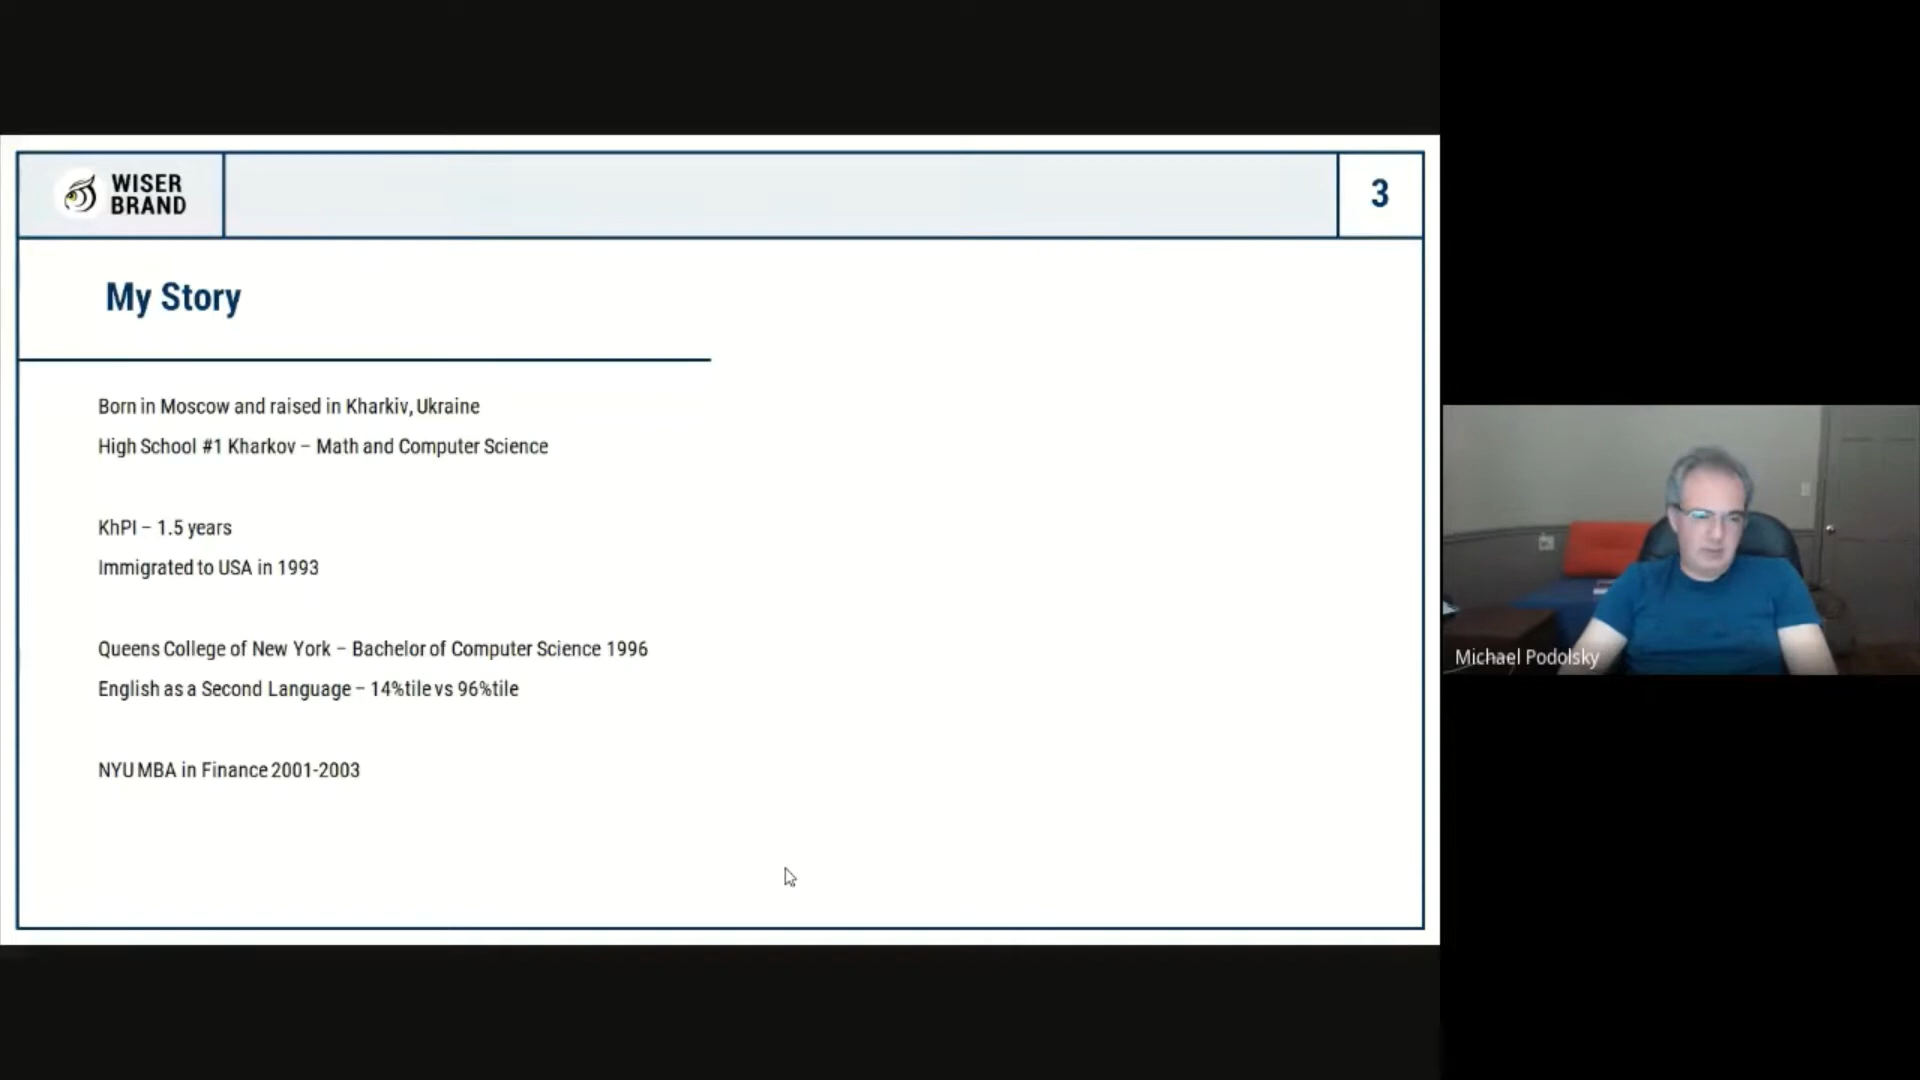 WISER
BRAND
3
My Story
Born in Moscow and raised in Kharkiv, Ukraine
High School #1 Kharkov – Math and Computer Science
KhPI – 1.5 years
Immigrated to USA in 1993
Queens College of New York – Bachelor of Computer Science 1996
English as a Second Language – 14%tile vs 96%tile
NYU MBA in Finance 2001-2003
Michael Podolsky